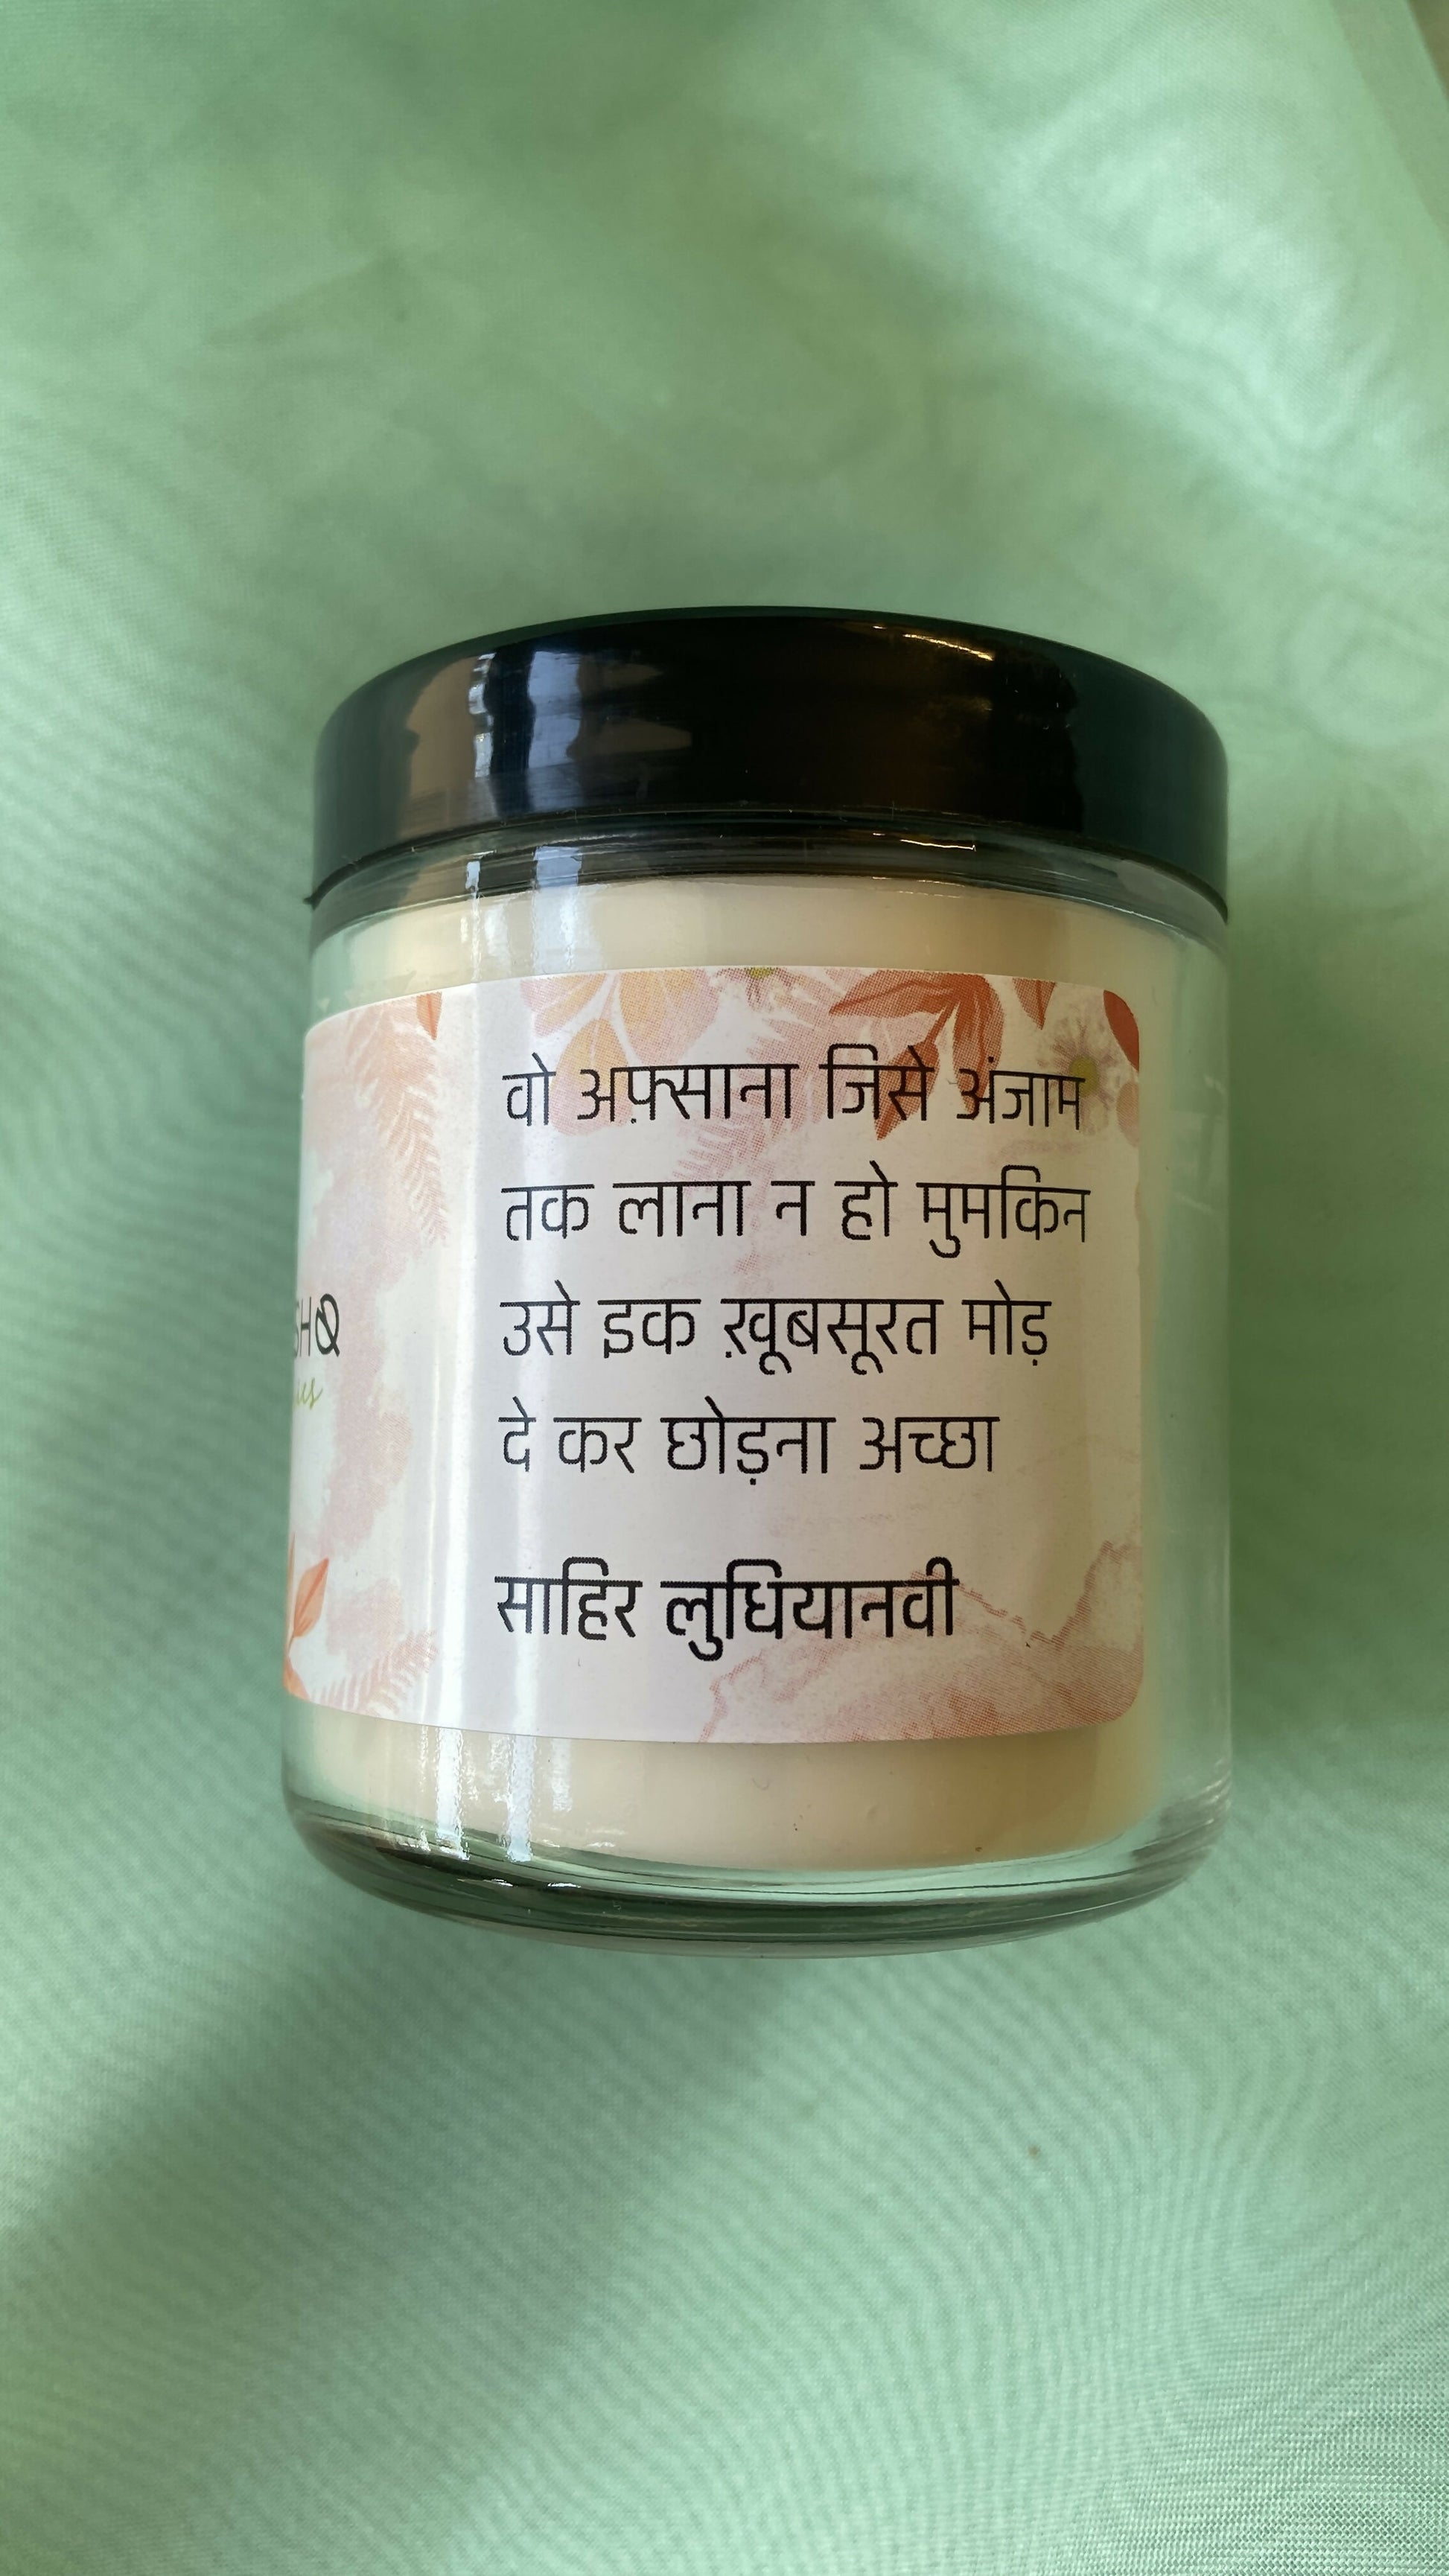 वो अफ़्साना जिसे अंजाम
तक लाना न हो मुमकिन
उसे इक ख़ूबसूरत मोड़
दे कर छोड़ना अच्छा
साहिर लुधियानवी